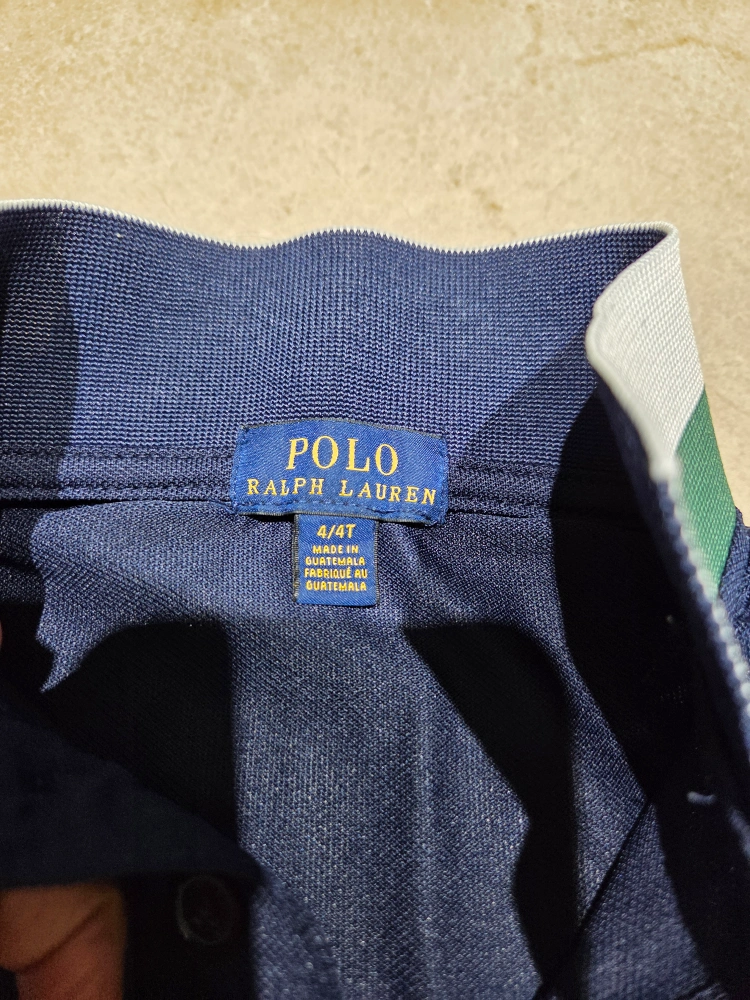 POLO
RALPH LAUREN
4/4T
MADE IN
GUATEMALA
FABRIQUÉ AU
GUATEMALA